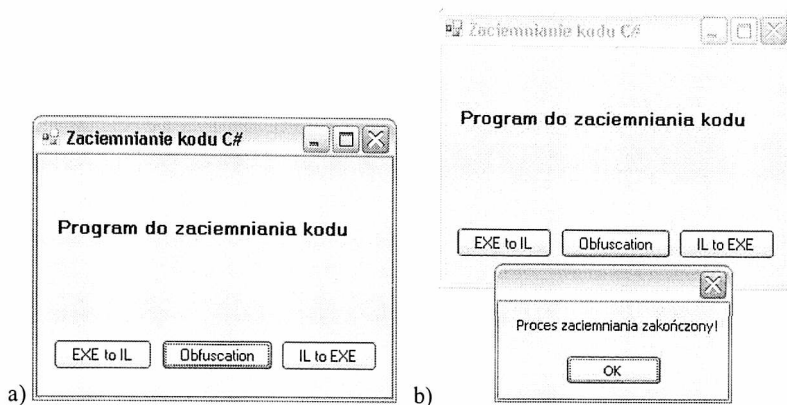 Zaciemnianie kodu C#
Program do zaciemniania kodu
EXE to IL
Obfuscation
IL to EXE
a)
Zaciemnianie kodu C#
Program do zaciemniania kodu
EXE to IL
Obfuscation
IL to EXE
Proces zaciemniania zakończony!
OK
b)